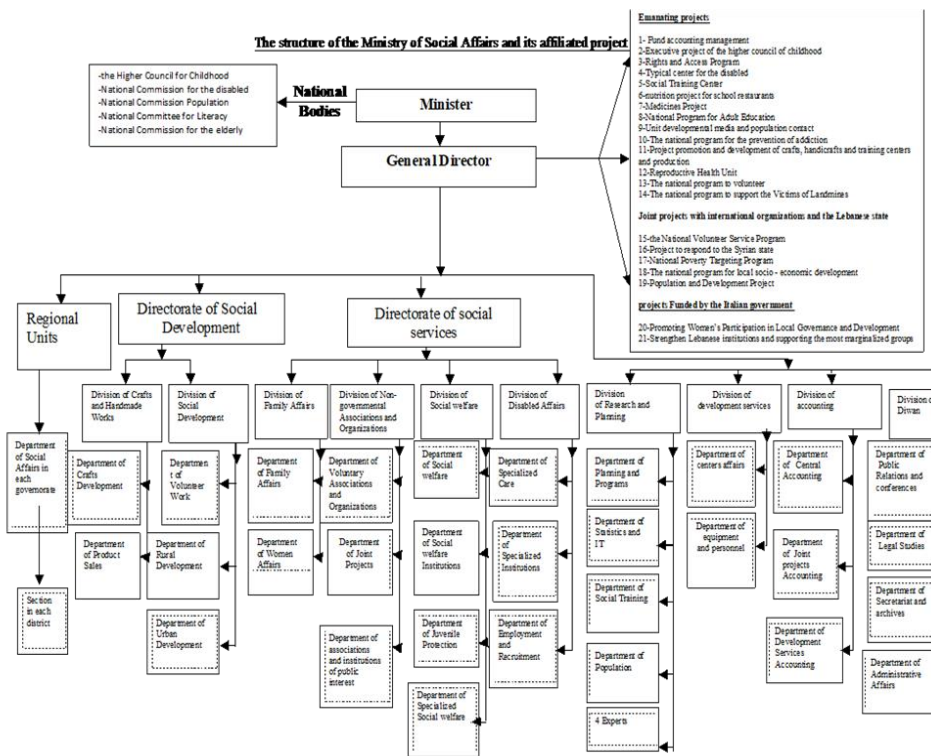 The structure of the Ministry of Social Affairs and its affiliated project
-the Higher Council for Childhood
-National Commission for the disabled
-National Commission Population
-National Committee for Literacy
-National Commission for the elderly
National
Bodies
Minister
General Director
Emanating projects
1- Fund accounting management
2-Executive project of the higher council of childhood
3-Rights and Access Program
4-Typical center for the disabled
5-Social Training Center
6-nutrition project for school restaurants
7-Medicines Project
8-National Program for Adult Education
9-Unit developmental media and population contact
10-The national program for the prevention of addiction
11-Project promotion and development of crafts, handicrafts and training centers
and production
12-Reproductive Health Unit
13-The national program to volunteer
14-The national program to support the Victims of Landmines
Joint projects with international organizations and the Lebanese state
15-the National Volunteer Service Program
16-Project to respond to the Syrian state
17-National Poverty Targeting Program
18-The national program for local socio - economic development
19-Population and Development Project
projects Funded by the Italian government
20-Promoting Women's Participation in Local Governance and Development
21-Strengthen Lebanese institutions and supporting the most marginalized groups
Regional
Units
Directorate of Social
Development
Directorate of social
services
Division of Crafts
and Handmade
Works
Division of
Social
Development
Division of
Family Affairs
Division of Non-
governmental
Associations and
Organizations
Division of
Social welfare
Division of
Disabled Affairs
Division
of Research and
Planning
Division of
development services
Division
of accounting
Division of
Diwan
Department
of Social
Affairs in
each
governorate
Section
in each
district
Department of
Crafts
Development
Department
of Product
Sales
Departmen
t of
Volunteer
Work
Department of
Rural
Development
Department
of Urban
Development
Department
of Family
Affairs
Department
of Women
Affairs
Department of
Voluntary
Associations
and
Organizations
Department
of Joint
Projects
Department of
associations
and institutions
of public
interest
Department
of Social
welfare
Department
of Social
welfare
Institutions
Department
of Juvenile
Protection
Department of
Specialized
Social welfare
Department
of
Specialized
Care
Department
of
Specialized
Institutions
Department
of
Employment
and
Recruitment
Department of
Planning and
Programs
Department of
Statistics and
IT
Department of
Social Training
Department
of
Population
4 Experts
Department of
centers affairs
Department
of equipment
and personnel
Department
of Central
Accounting
Department
of Joint
projects
Accounting
Department of
Development
Services
Accounting
Department of
Public
Relations and
conferences
Department of
Legal Studies
Department of
Secretariat and
archives
Department of
Administrative
Affairs